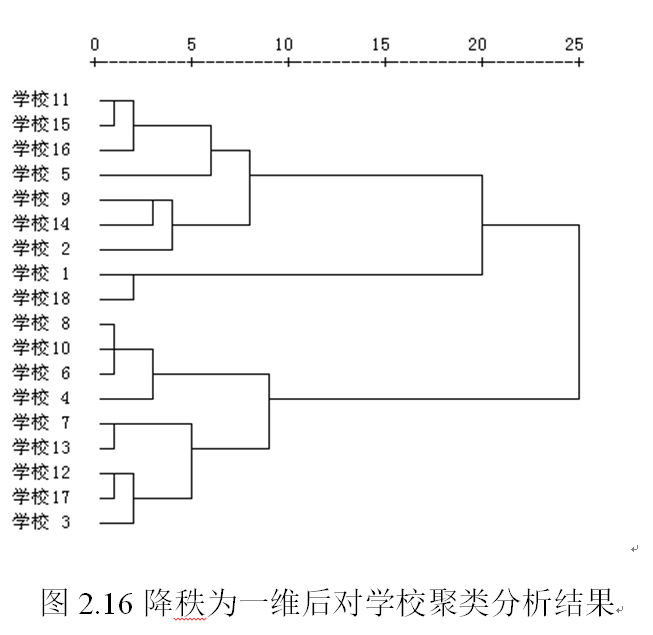 0 5 10 15 20 25
学校11
学校15
学校16
学校 5
学校 9
学校14
学校 2
学校 1
学校18
学校 8
学校10
学校 6
学校 4
学校 7
学校13
学校12
学校17
学校 3
图 2.16 降秩为一维后对学校聚类分析结果